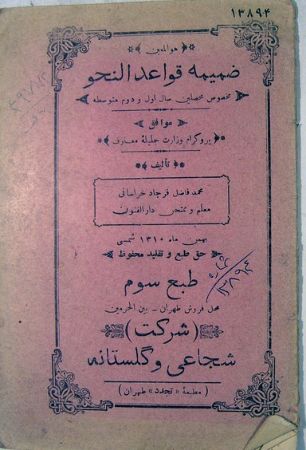 ۱۳۸۹۴
هو المعین
ضمیمه قواعد النحو
مخصوص محصلین سال اول و دوم متوسطه
موافق
پروگرام وزارت جلیلهٔ معارف
تألیف
محمد فاضل فرجاد خراسانی
معلم و ممتحن دارالفنون
بهمن ماه ۱۳۱۰ شمسی
حق طبع و تقلید محفوظ
طبع سوم
محل فروش طهران - بین الحرمین
(شرکت)
شجاعی و گلستانه
(مطبعهٔ «تجدد» طهران)